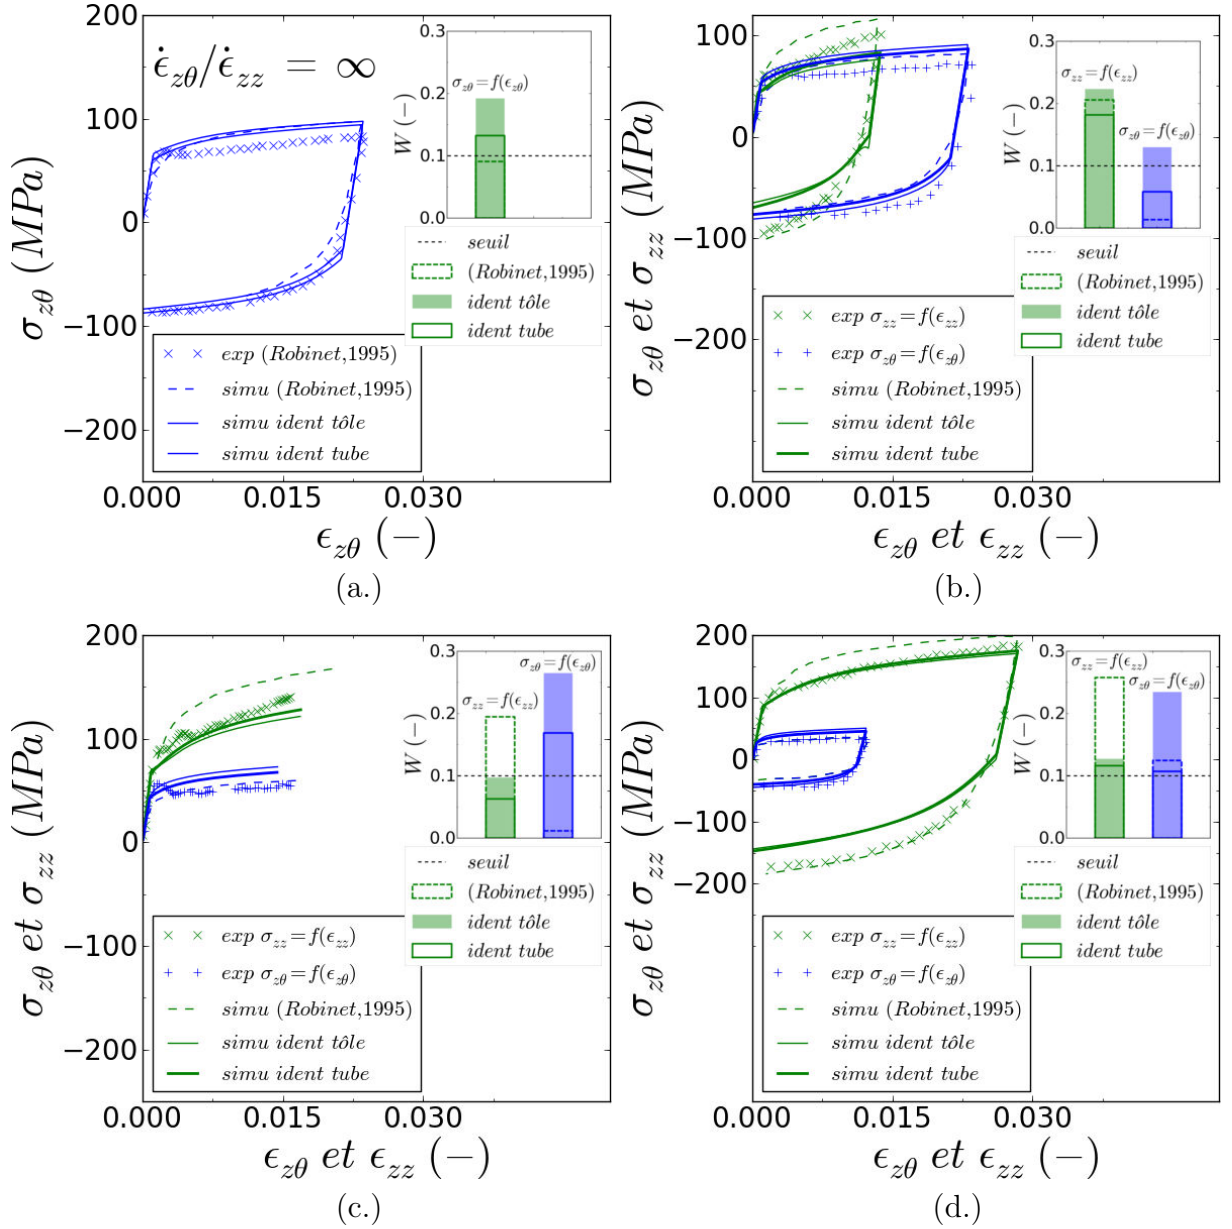 200
100
0
−100
−200
σzθ (MPa)
ϵ̇zθ/ϵ̇zz = ∞
0.3
0.2
0.1
0.0
W (−)
σzθ=f(ϵzθ)
seuil
(Robinet,1995)
ident tôle
ident tube
exp (Robinet,1995)
simu (Robinet,1995)
simu ident tôle
simu ident tube
0.000 0.015 0.030
ϵzθ (−)
(a.)
100
0
−100
−200
σzθ et σzz (MPa)
0.3
0.2
0.1
0.0
W (−)
σzz=f(ϵzz)
σzθ=f(ϵzθ)
seuil
(Robinet,1995)
ident tôle
ident tube
exp σzz=f(ϵzz)
exp σzθ=f(ϵzθ)
simu (Robinet,1995)
simu ident tôle
simu ident tube
0.000 0.015 0.030
ϵzθ et ϵzz (−)
(b.)
200
100
0
−100
−200
σzθ et σzz (MPa)
0.3
0.2
0.1
0.0
W (−)
σzθ=f(ϵzθ)
σzz=f(ϵzz)
seuil
(Robinet,1995)
ident tôle
ident tube
exp σzz=f(ϵzz)
exp σzθ=f(ϵzθ)
simu (Robinet,1995)
simu ident tôle
simu ident tube
0.000 0.015 0.030
ϵzθ et ϵzz (−)
(c.)
200
150
100
50
0
−50
−100
−150
−200
σzθ et σzz (MPa)
0.3
0.2
0.1
0.0
W (−)
σzz=f(ϵzz)
σzθ=f(ϵzθ)
seuil
(Robinet,1995)
ident tôle
ident tube
exp σzz=f(ϵzz)
exp σzθ=f(ϵzθ)
simu (Robinet,1995)
simu ident tôle
simu ident tube
0.000 0.015 0.030
ϵzθ et ϵzz (−)
(d.)